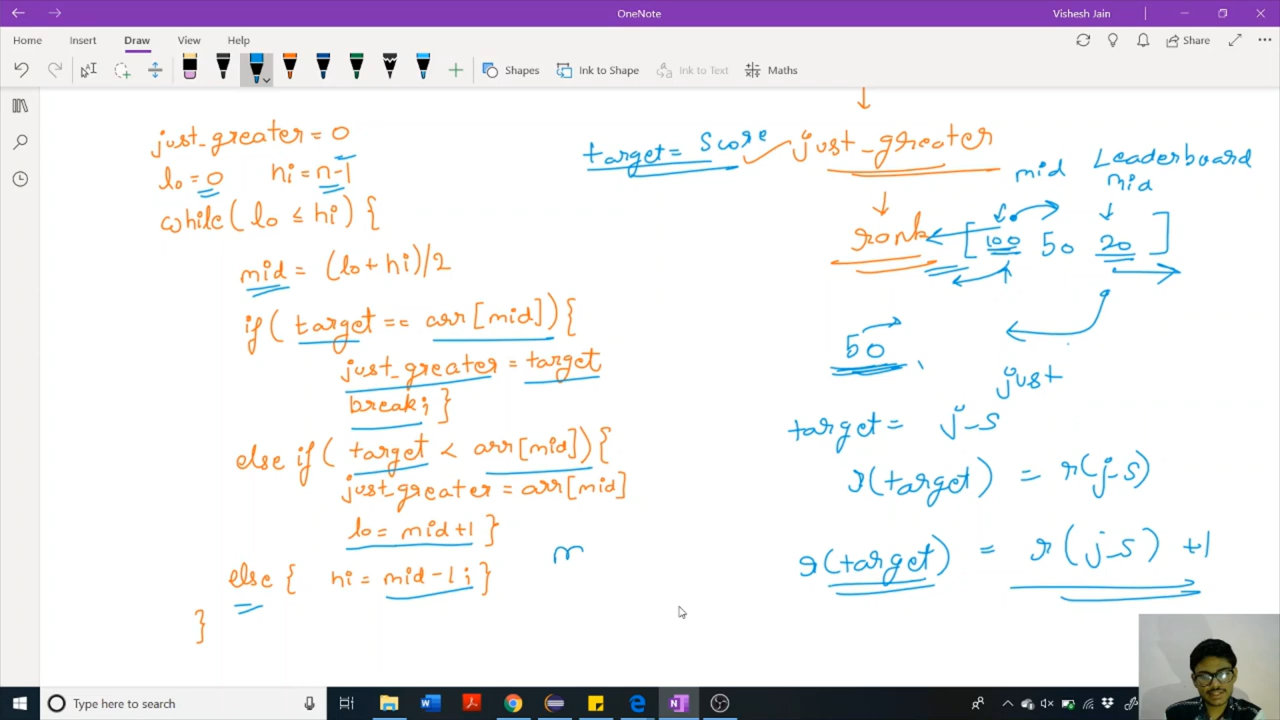 OneNote
Vishesh Jain
Home Insert Draw View Help
Share
Shapes Ink to Shape Ink to Text Maths
just_greater = 0
lo = 0 hi = n-1
while( lo ≤ hi) {
mid = (lo + hi)/2
if( target == arr[mid]){
just_greater = target
break; }
else if( target < arr[mid]){
just_greater = arr[mid]
lo = mid+1 }
else { hi = mid-1; }
}
m
target = Score
just_greater
rank
Leaderboard
mid
mid
[ 100 50 20 ]
50
just
target = j-s
r(target) = r(j-s)
r(target) = r(j-s) +1
Type here to search